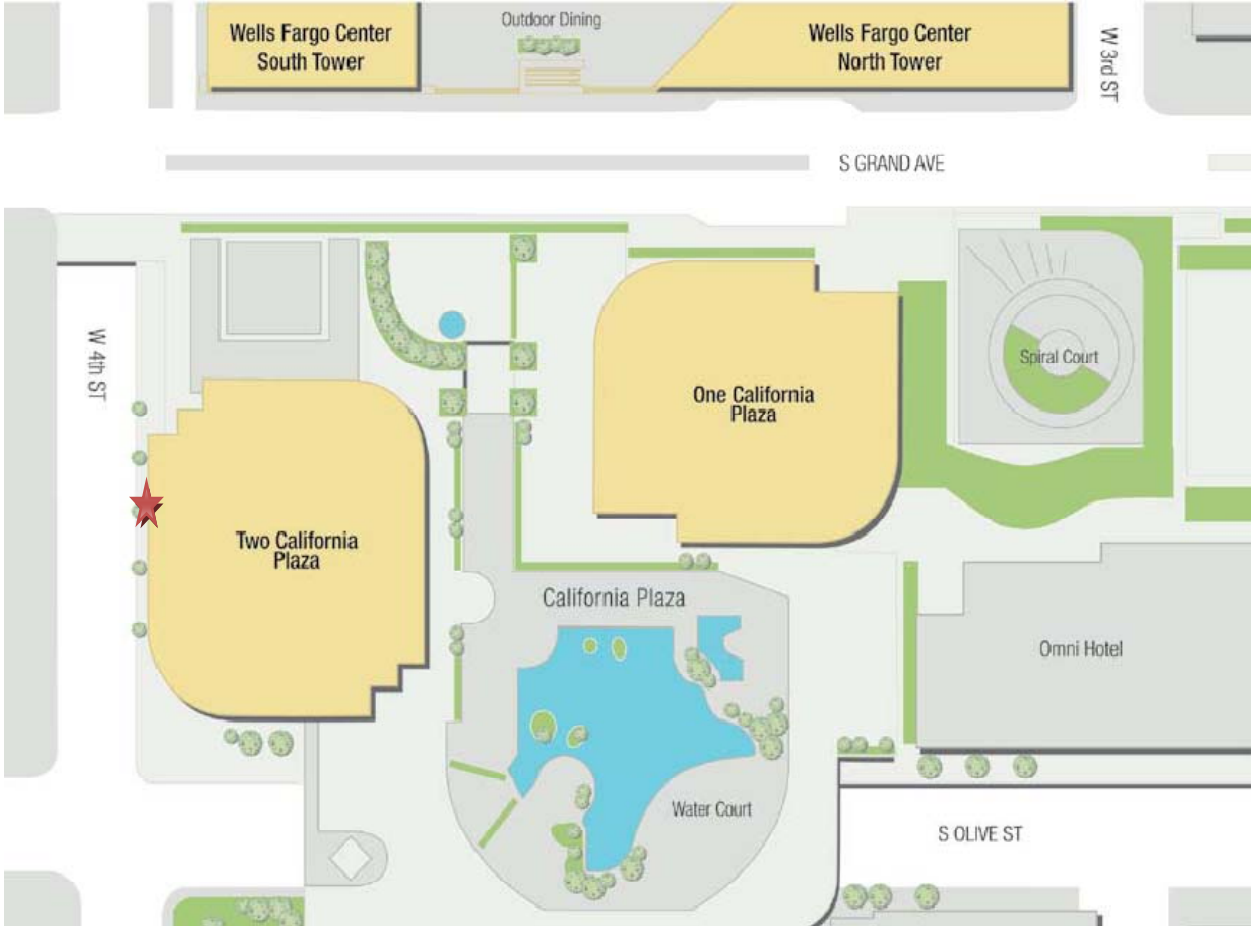 Outdoor Dining
Wells Fargo Center
South Tower
Wells Fargo Center
North Tower
W 3rd ST
S GRAND AVE
W 4th ST
Spiral Court
One California
Plaza
Two California
Plaza
California Plaza
Omni Hotel
Water Court
S OLIVE ST